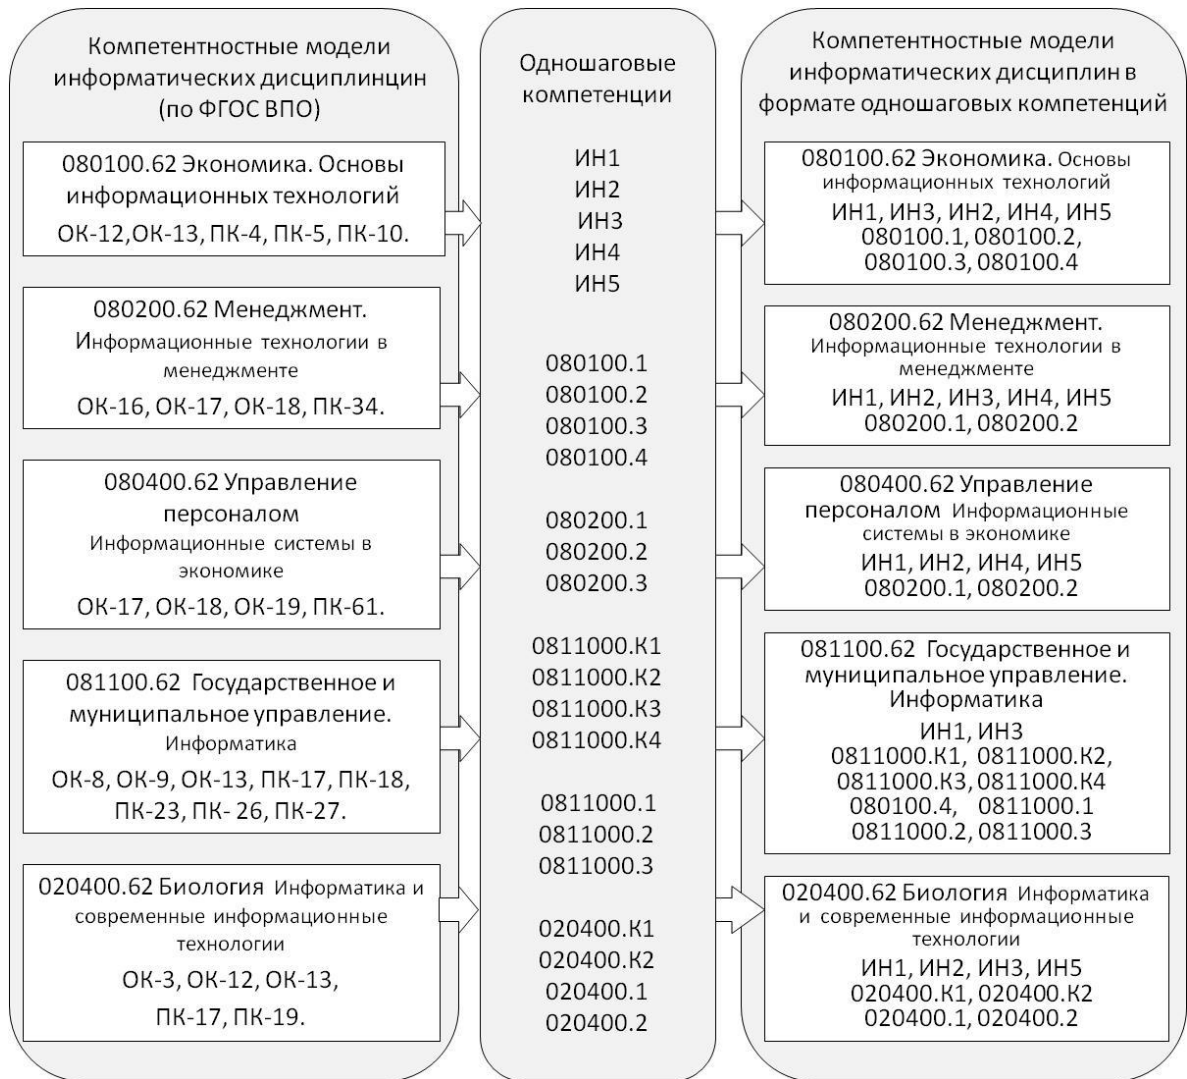 Компетентностные модели
информатических дисциплинцин
(по ФГОС ВПО)
080100.62 Экономика. Основы
информационных технологий
ОК-12,ОК-13, ПК-4, ПК-5, ПК-10.
080200.62 Менеджмент.
Информационные технологии в
менеджменте
ОК-16, ОК-17, ОК-18, ПК-34.
080400.62 Управление
персоналом
Информационные системы в
экономике
ОК-17, ОК-18, ОК-19, ПК-61.
081100.62 Государственное и
муниципальное управление.
Информатика
ОК-8, ОК-9, ОК-13, ПК-17, ПК-18,
ПК-23, ПК- 26, ПК-27.
020400.62 Биология Информатика и
современные информационные
технологии
ОК-3, ОК-12, ОК-13,
ПК-17, ПК-19.
Одношаговые
компетенции
ИН1
ИН2
ИН3
ИН4
ИН5
080100.1
080100.2
080100.3
080100.4
080200.1
080200.2
080200.3
0811000.К1
0811000.К2
0811000.К3
0811000.К4
0811000.1
0811000.2
0811000.3
020400.К1
020400.К2
020400.1
020400.2
Компетентностные модели
информатических дисциплин в
формате одношаговых компетенций
080100.62 Экономика. Основы
информационных технологий
ИН1, ИН3, ИН2, ИН4, ИН5
080100.1, 080100.2,
080100.3, 080100.4
080200.62 Менеджмент.
Информационные технологии в
менеджменте
ИН1, ИН2, ИН3, ИН4, ИН5
080200.1, 080200.2
080400.62 Управление
персоналом Информационные
системы в экономике
ИН1, ИН2, ИН4, ИН5
080200.1, 080200.2
081100.62 Государственное и
муниципальное управление.
Информатика
ИН1, ИН3
0811000.К1, 0811000.К2,
0811000.К3, 0811000.К4
080100.4, 0811000.1
0811000.2, 0811000.3
020400.62 Биология Информатика
и современные информационные
технологии
ИН1, ИН2, ИН3, ИН5
020400.К1, 020400.К2
020400.1, 020400.2